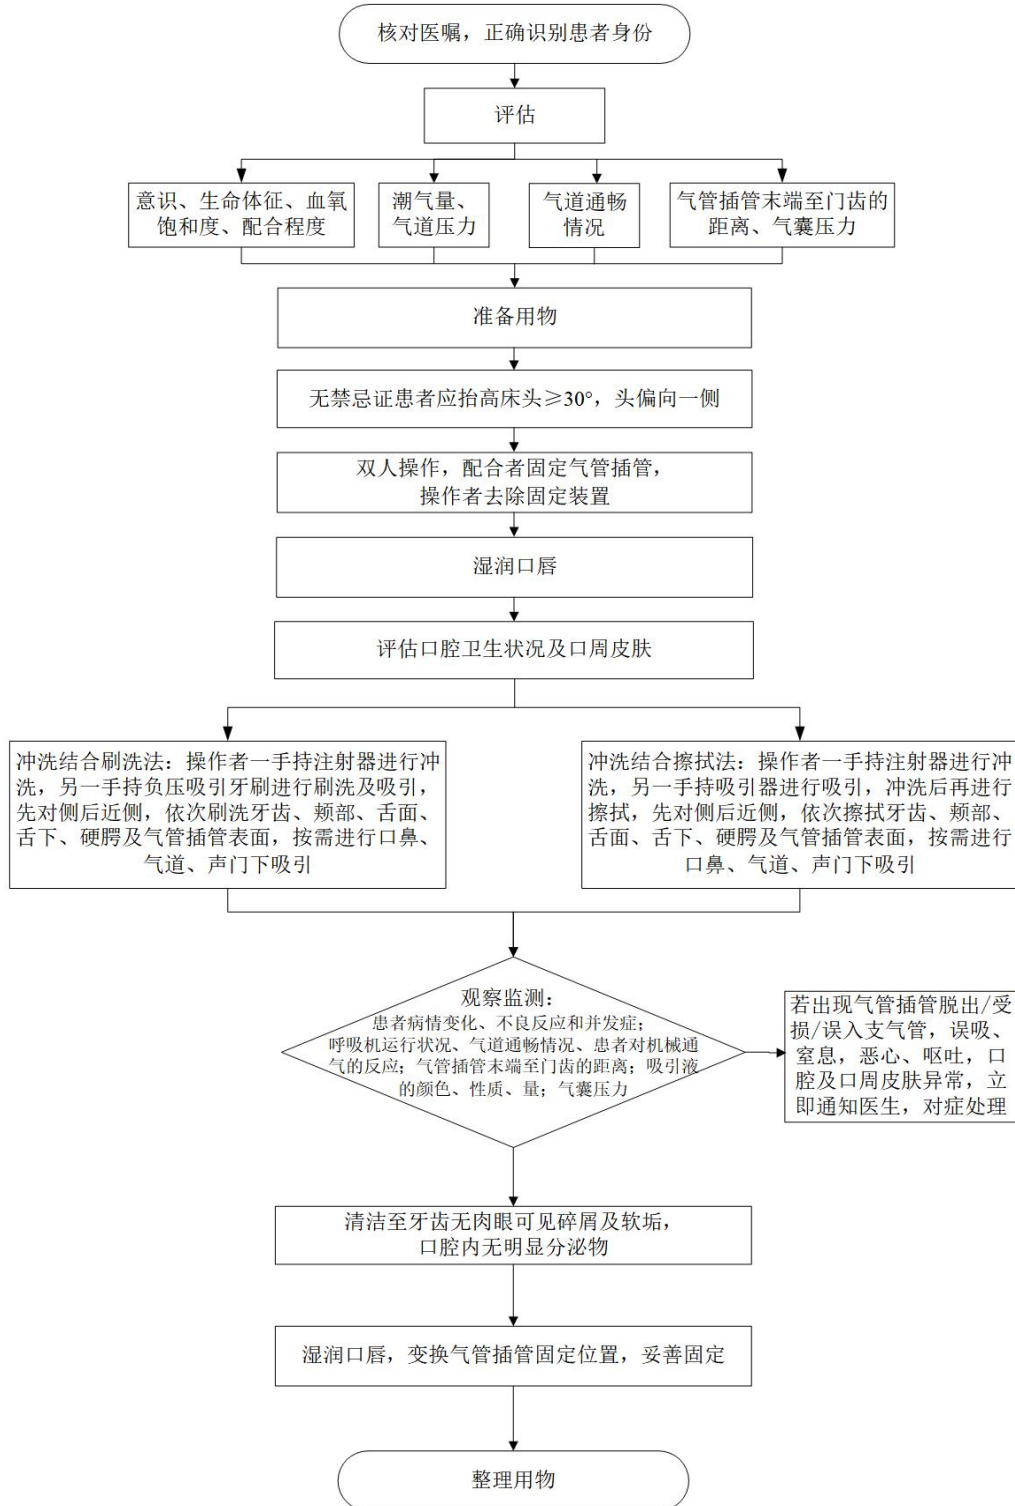 核对医嘱，正确识别患者身份
评估
意识、生命体征、血氧
饱和度、配合程度
潮气量、
气道压力
气道通畅
情况
气管插管末端至门齿的
距离、气囊压力
准备用物
无禁忌证患者应抬高床头≥30°，头偏向一侧
双人操作，配合者固定气管插管，
操作者去除固定装置
湿润口唇
评估口腔卫生状况及口周皮肤
冲洗结合刷洗法：操作者一手持注射器进行冲
洗，另一手持负压吸引牙刷进行刷洗及吸引，
先对侧后近侧，依次刷洗牙齿、颊部、舌面、
舌下、硬腭及气管插管表面，按需进行口鼻、
气道、声门下吸引
冲洗结合擦拭法：操作者一手持注射器进行冲
洗，另一手持吸引器进行吸引，冲洗后再进行
擦拭，先对侧后近侧，依次擦拭牙齿、颊部、
舌面、舌下、硬腭及气管插管表面，按需进行
口鼻、气道、声门下吸引
观察监测：
患者病情变化、不良反应和并发症；
呼吸机运行状况、气道通畅情况、患者对机械通
气的反应；气管插管末端至门齿的距离；吸引液
的颜色、性质、量；气囊压力
若出现气管插管脱出/受
损/误入支气管，误吸、
窒息，恶心、呕吐，口
腔及口周皮肤异常，立
即通知医生，对症处理
清洁至牙齿无肉眼可见碎屑及软垢，
口腔内无明显分泌物
湿润口唇，变换气管插管固定位置，妥善固定
整理用物